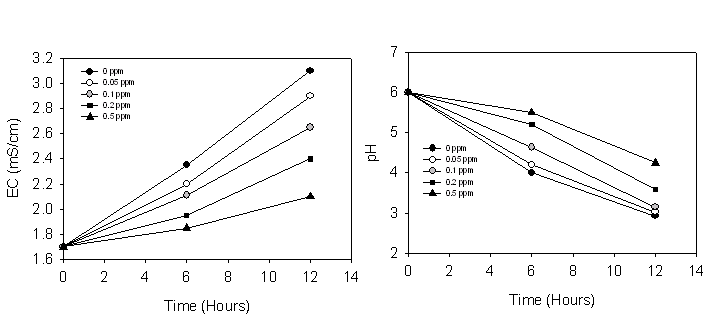 3.2
3.0
2.8
2.6
2.4
2.2
2.0
1.8
1.6
EC (mS/cm)
0 ppm
0.05 ppm
0.1 ppm
0.2 ppm
0.5 ppm
0 2 4 6 8 10 12 14
Time (Hours)
7
6
5
4
3
2
pH
0 ppm
0.05 ppm
0.1 ppm
0.2 ppm
0.5 ppm
0 2 4 6 8 10 12 14
Time (Hours)